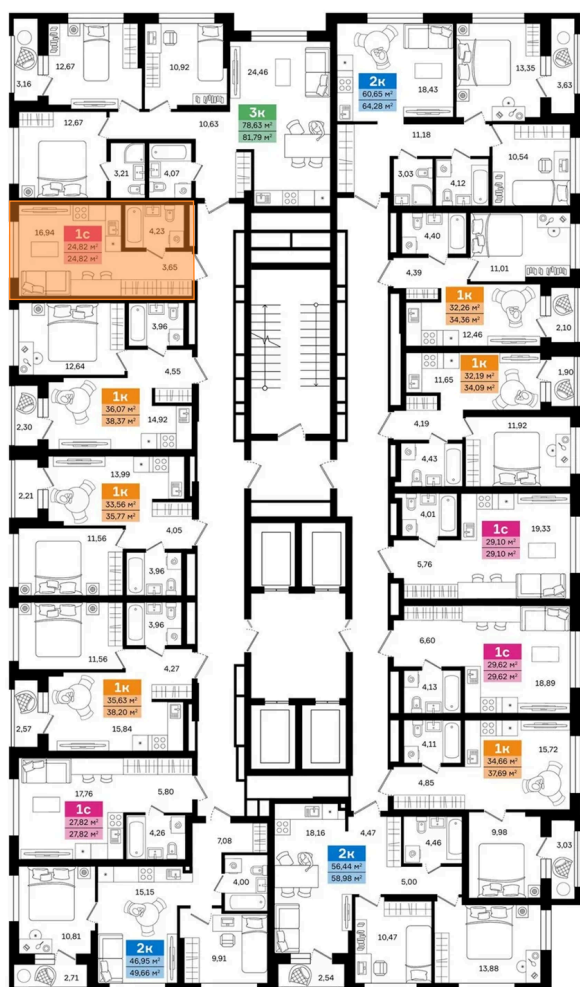 3,16
12,67
10,92
24,46
3к
78,63 м²
81,79 м²
12,67
10,63
3,21
4,07
2к
60,65 м²
64,28 м²
18,43
13,35
3,63
11,18
10,54
3,03
4,12
16,94
1с
24,82 м²
24,82 м²
4,23
3,65
4,40
11,01
4,39
1к
32,26 м²
34,36 м²
12,46
2,10
12,64
3,96
4,55
1к
36,07 м²
38,37 м²
14,92
2,30
1к
32,19 м²
34,09 м²
11,65
1,90
4,19
11,92
4,43
2,21
13,99
1к
33,56 м²
35,77 м²
4,05
11,56
3,96
4,01
1с
29,10 м²
29,10 м²
19,33
5,76
3,96
11,56
4,27
1к
35,63 м²
38,20 м²
15,84
2,57
6,60
1с
29,62 м²
29,62 м²
18,89
4,13
4,11
1к
34,66 м²
37,69 м²
15,72
4,85
17,76
5,80
1с
27,82 м²
27,82 м²
4,26
7,08
4,00
15,15
10,81
2к
46,95 м²
49,66 м²
2,71
9,91
18,16
4,47
2к
56,44 м²
58,98 м²
4,46
5,00
9,98
3,03
10,47
2,54
13,88